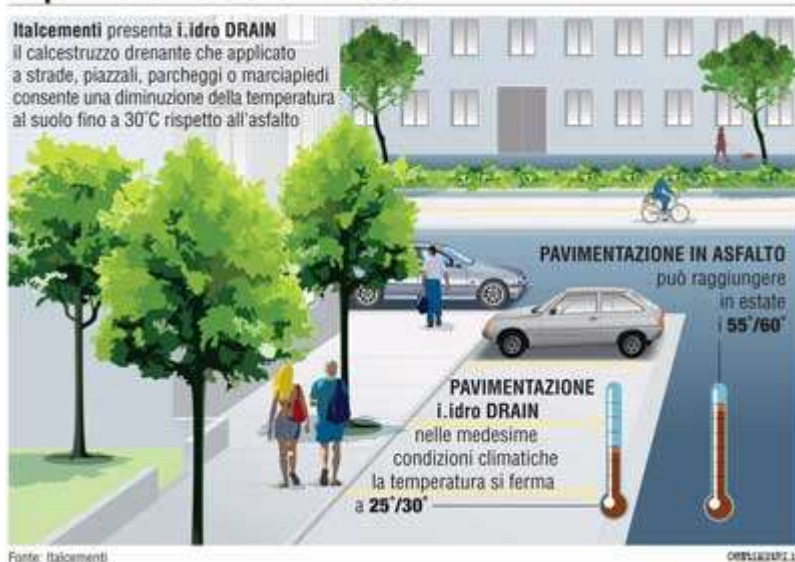 Italcementi presenta i.idro DRAIN
il calcestruzzo drenante che applicato
a strade, piazzali, parcheggi o marciapiedi
consente una diminuzione della temperatura
al suolo fino a 30°C rispetto all'asfalto
PAVIMENTAZIONE IN ASFALTO
può raggiungere
in estate
i 55°/60°
PAVIMENTAZIONE
i.idro DRAIN
nelle medesime
condizioni climatiche
la temperatura si ferma
a 25°/30°
Fonte: Italcementi